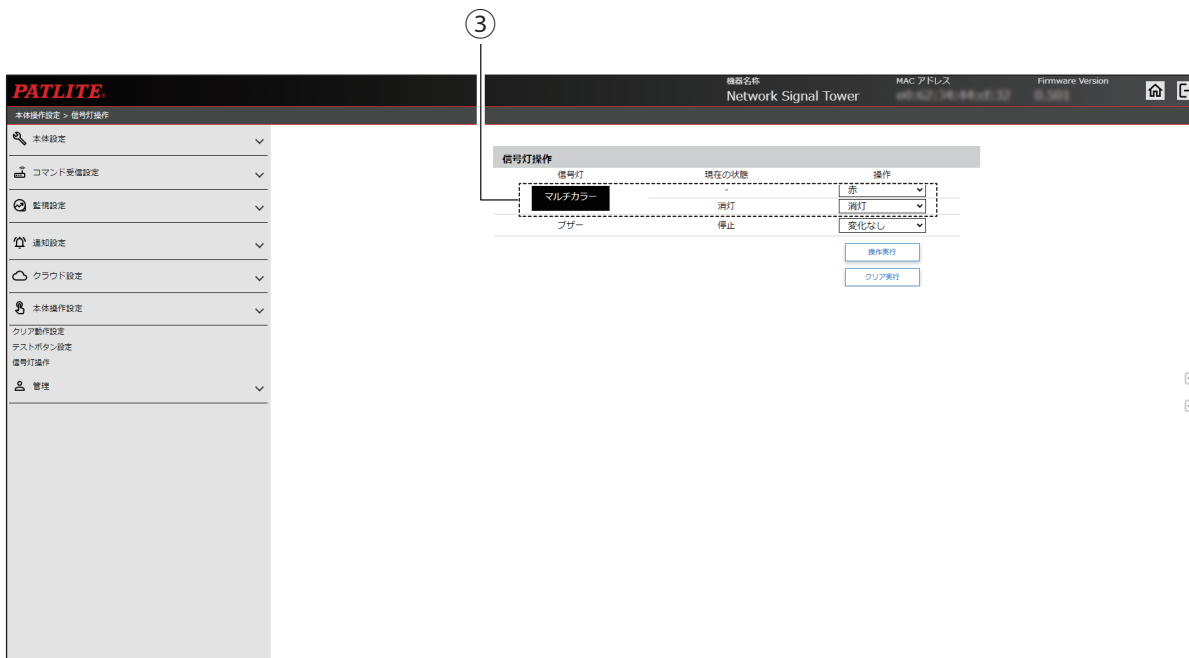 ③
PATLITE®
機器名称
Network Signal Tower
MAC アドレス
Firmware Version
本体操作設定 > 信号灯操作
本体設定
コマンド受信設定
監視設定
通知設定
クラウド設定
本体操作設定
クリア動作設定
テストボタン設定
信号灯操作
管理
信号灯操作
信号灯 現在の状態 操作
マルチカラー - 赤
消灯 消灯
ブザー 停止 変化なし
操作実行
クリア実行